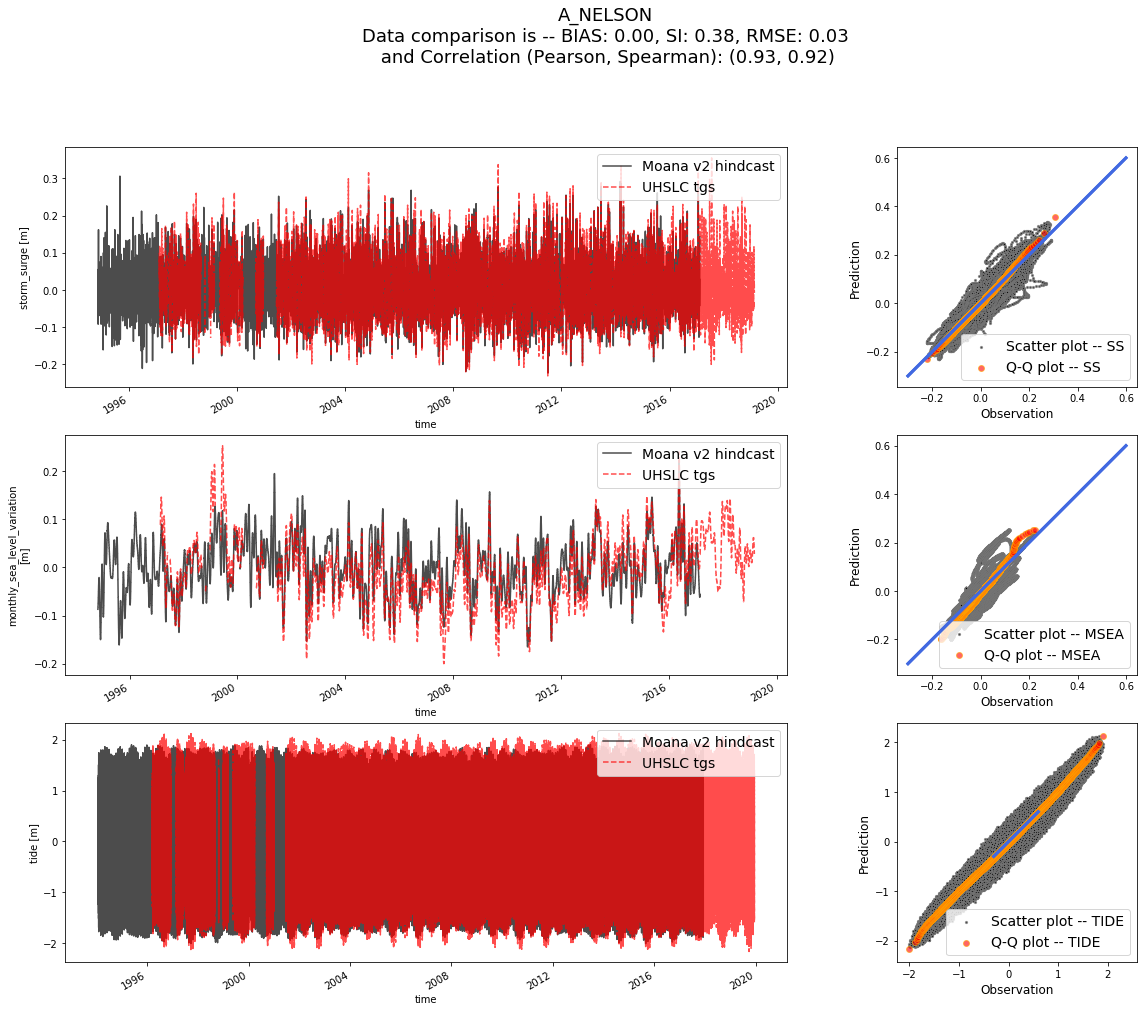 A_NELSON
Data comparison is -- BIAS: 0.00, SI: 0.38, RMSE: 0.03
and Correlation (Pearson, Spearman): (0.93, 0.92)
storm_surge [m]
0.3
0.2
0.1
0.0
−0.1
−0.2
Moana v2 hindcast
UHSLC tgs
1996
2000
2004
2008
2012
2016
2020
time
Prediction
0.6
0.4
0.2
0.0
−0.2
Scatter plot -- SS
Q-Q plot -- SS
−0.2
0.0
0.2
0.4
0.6
Observation
monthly_sea_level_variation
[m]
0.2
0.1
0.0
−0.1
−0.2
Moana v2 hindcast
UHSLC tgs
1996
2000
2004
2008
2012
2016
2020
time
Prediction
0.6
0.4
0.2
0.0
−0.2
Scatter plot -- MSEA
Q-Q plot -- MSEA
−0.2
0.0
0.2
0.4
0.6
Observation
tide [m]
2
1
0
−1
−2
Moana v2 hindcast
UHSLC tgs
1996
2000
2004
2008
2012
2016
2020
time
Prediction
2
1
0
−1
−2
Scatter plot -- TIDE
Q-Q plot -- TIDE
−2
−1
0
1
2
Observation